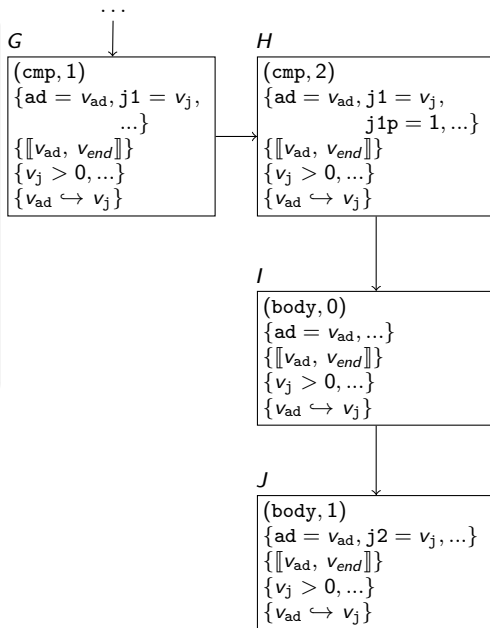 ...
G
(cmp, 1)
{ad = v_ad, j1 = v_j,
...}
{⟦v_ad, v_end⟧}
{v_j > 0, ...}
{v_ad ↪ v_j}
H
(cmp, 2)
{ad = v_ad, j1 = v_j,
j1p = 1, ...}
{⟦v_ad, v_end⟧}
{v_j > 0, ...}
{v_ad ↪ v_j}
I
(body, 0)
{ad = v_ad, ...}
{⟦v_ad, v_end⟧}
{v_j > 0, ...}
{v_ad ↪ v_j}
J
(body, 1)
{ad = v_ad, j2 = v_j, ...}
{⟦v_ad, v_end⟧}
{v_j > 0, ...}
{v_ad ↪ v_j}